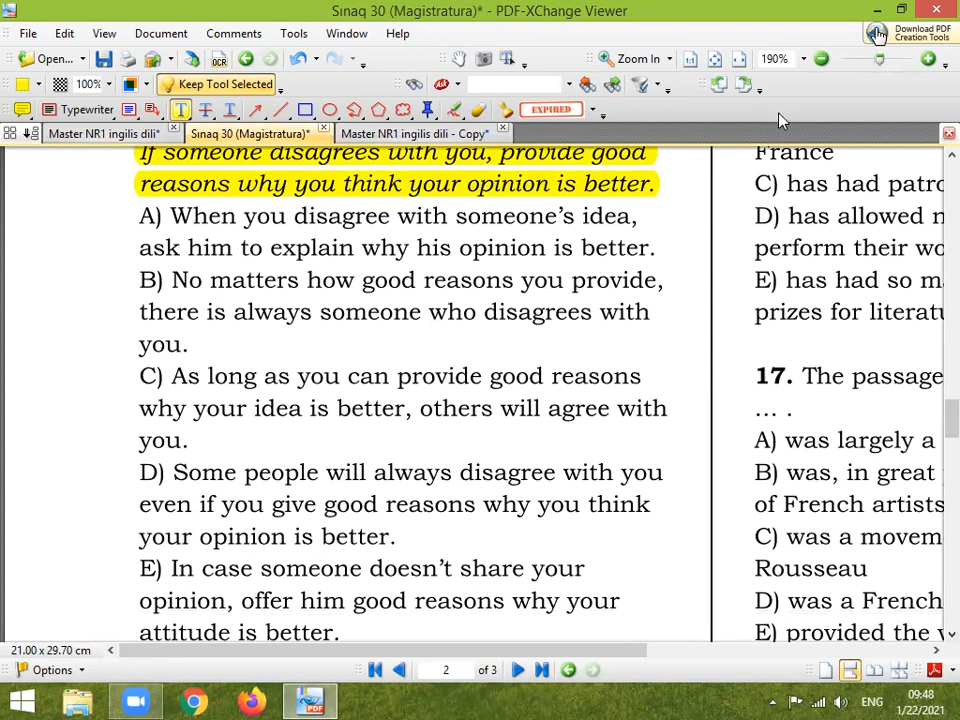 Sınaq 30 (Magistratura)* - PDF-XChange Viewer
File Edit View Document Comments Tools Window Help
Download PDF
Creation Tools
Open... OCR Zoom In 190%
100% Keep Tool Selected
Typewriter EXPIRED
Master NR1 ingilis dili* Sınaq 30 (Magistratura)* Master NR1 ingilis dili - Copy*
If someone disagrees with you, provide good
reasons why you think your opinion is better.
A) When you disagree with someone's idea,
ask him to explain why his opinion is better.
B) No matters how good reasons you provide,
there is always someone who disagrees with
you.
C) As long as you can provide good reasons
why your idea is better, others will agree with
you.
D) Some people will always disagree with you
even if you give good reasons why you think
your opinion is better.
E) In case someone doesn't share your
opinion, offer him good reasons why your
attitude is better.
France
C) has had patro
D) has allowed
perform their wo
E) has had so
prizes for literatu
17. The passage
... .
A) was largely a
B) was, in great
of French artists
C) was a movem
Rousseau
D) was a French
E) provided the
21.00 x 29.70 cm
Options 2 of 3
PDF ENG 09:48
1/22/2021